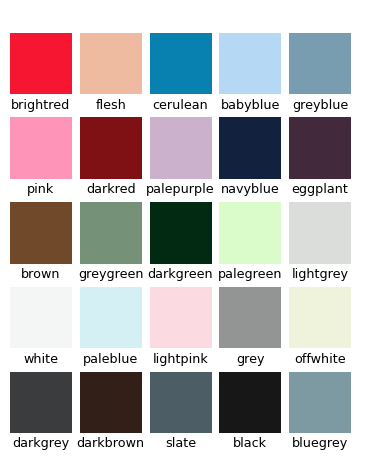 brightred flesh cerulean babyblue greyblue
pink darkred palepurple navyblue eggplant
brown greygreen darkgreen palegreen lightgrey
white paleblue lightpink grey offwhite
darkgrey darkbrown slate black bluegrey